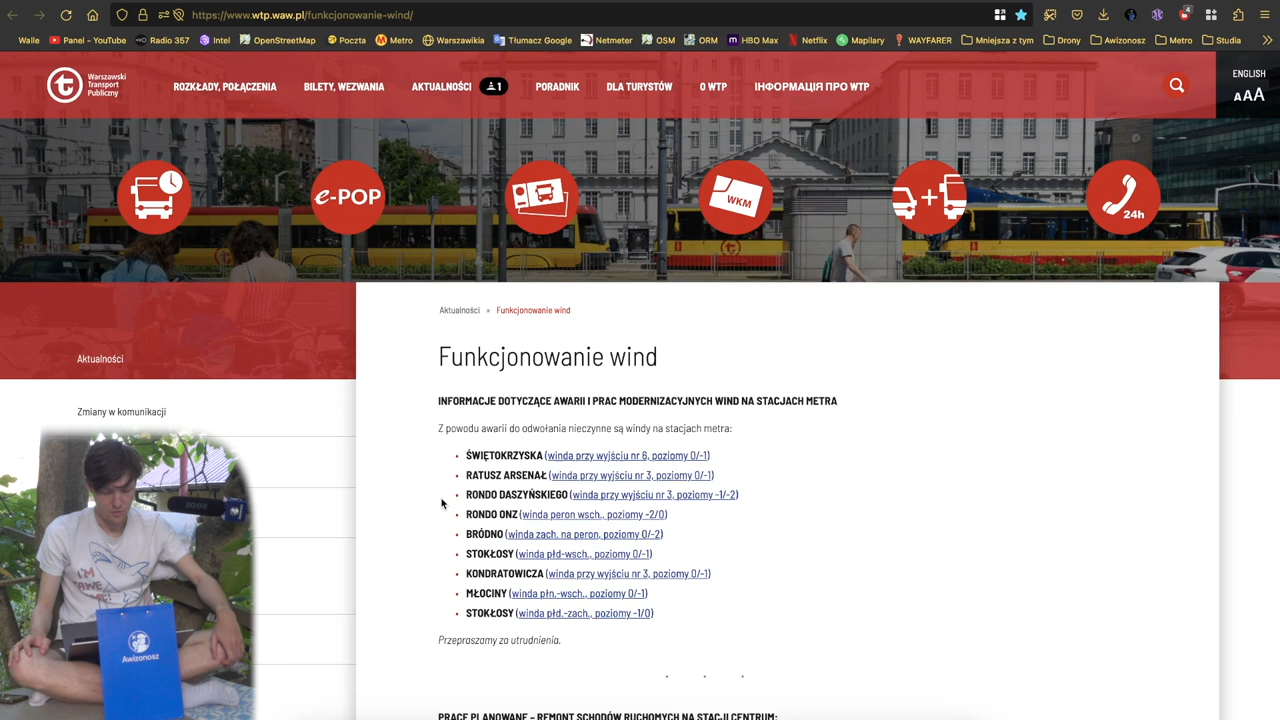 https://www.wtp.waw.pl/funkcjonowanie-wind/
4
Walle Panel - YouTube Radio 357 Intel OpenStreetMap Poczta Metro Warszawikia Tłumacz Google Netmeter OSM ORM HBO Max Netflix Mapilary WAYFARER Mniejsza z tym Drony Awizonosz Metro Studia
Warszawski
Transport
Publiczny
ROZKŁADY, POŁĄCZENIA BILETY, WEZWANIA AKTUALNOŚCI 1 PORADNIK DLA TURYSTÓW O WTP ІНФОРМАЦІЯ ПРО WTP
ENGLISH
AAA
e-POP
WKM
24h
Aktualności » Funkcjonowanie wind
Funkcjonowanie wind
Aktualności
Zmiany w komunikacji
INFORMACJE DOTYCZĄCE AWARII I PRAC MODERNIZACYJNYCH WIND NA STACJACH METRA
Z powodu awarii do odwołania nieczynne są windy na stacjach metra:
ŚWIĘTOKRZYSKA (winda przy wyjściu nr 6, poziomy 0/-1)
RATUSZ ARSENAŁ (winda przy wyjściu nr 3, poziomy 0/-1)
RONDO DASZYŃSKIEGO (winda przy wyjściu nr 3, poziomy -1/-2)
RONDO ONZ (winda peron wsch., poziomy -2/0)
BRÓDNO (winda zach. na peron, poziomy 0/-2)
STOKŁOSY (winda płd-wsch., poziomy 0/-1)
KONDRATOWICZA (winda przy wyjściu nr 3, poziomy 0/-1)
MŁOCINY (winda płn.-wsch., poziomy 0/-1)
STOKŁOSY (winda płd.-zach., poziomy -1/0)
Przepraszamy za utrudnienia.
PRACE PLANOWANE – REMONT SCHODÓW RUCHOMYCH NA STACJI CENTRUM:
Awizonosz